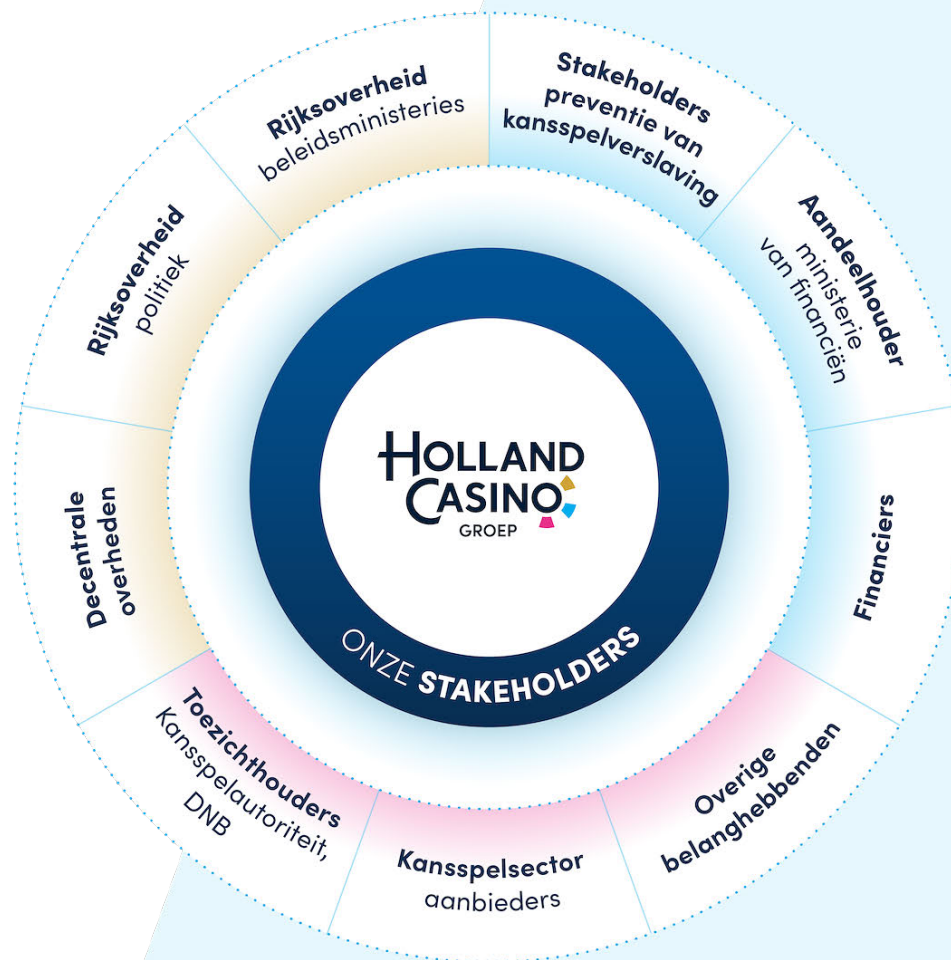 Rijksoverheid
beleidsministeries
Stakeholders
preventie van
kansspelverslaving
Aandeelhouder
ministerie
van financiën
Financiers
Overige
belanghebbenden
Kansspelsector
aanbieders
Toezichthouders
Kansspelautoriteit,
DNB
Decentrale
overheden
Rijksoverheid
politiek
HOLLAND
CASINO
GROEP
ONZE STAKEHOLDERS